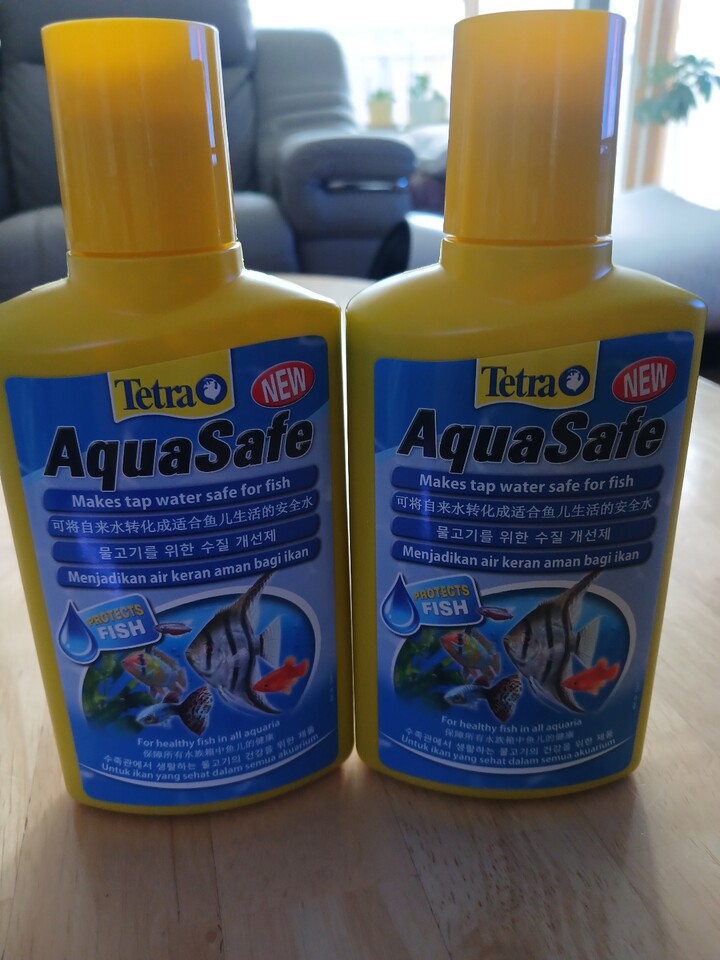 Tetra
NEW
AquaSafe
Makes tap water safe for fish
可将自来水转化成适合鱼儿生活的安全水
물고기를 위한 수질 개선제
Menjadikan air keran aman bagi ikan
PROTECTS
FISH
For healthy fish in all aquaria
保障所有水族箱中鱼儿的健康
수족관에서 생활하는 물고기의 건강을 위한 제품
Untuk ikan yang sehat dalam semua akuarium
Tetra
NEW
AquaSafe
Makes tap water safe for fish
可将自来水转化成适合鱼儿生活的安全水
물고기를 위한 수질 개선제
Menjadikan air keran aman bagi ikan
PROTECTS
FISH
For healthy fish in all aquaria
保障所有水族箱中鱼儿的健康
수족관에서 생활하는 물고기의 건강을 위한 제품
Untuk ikan yang sehat dalam semua akuarium